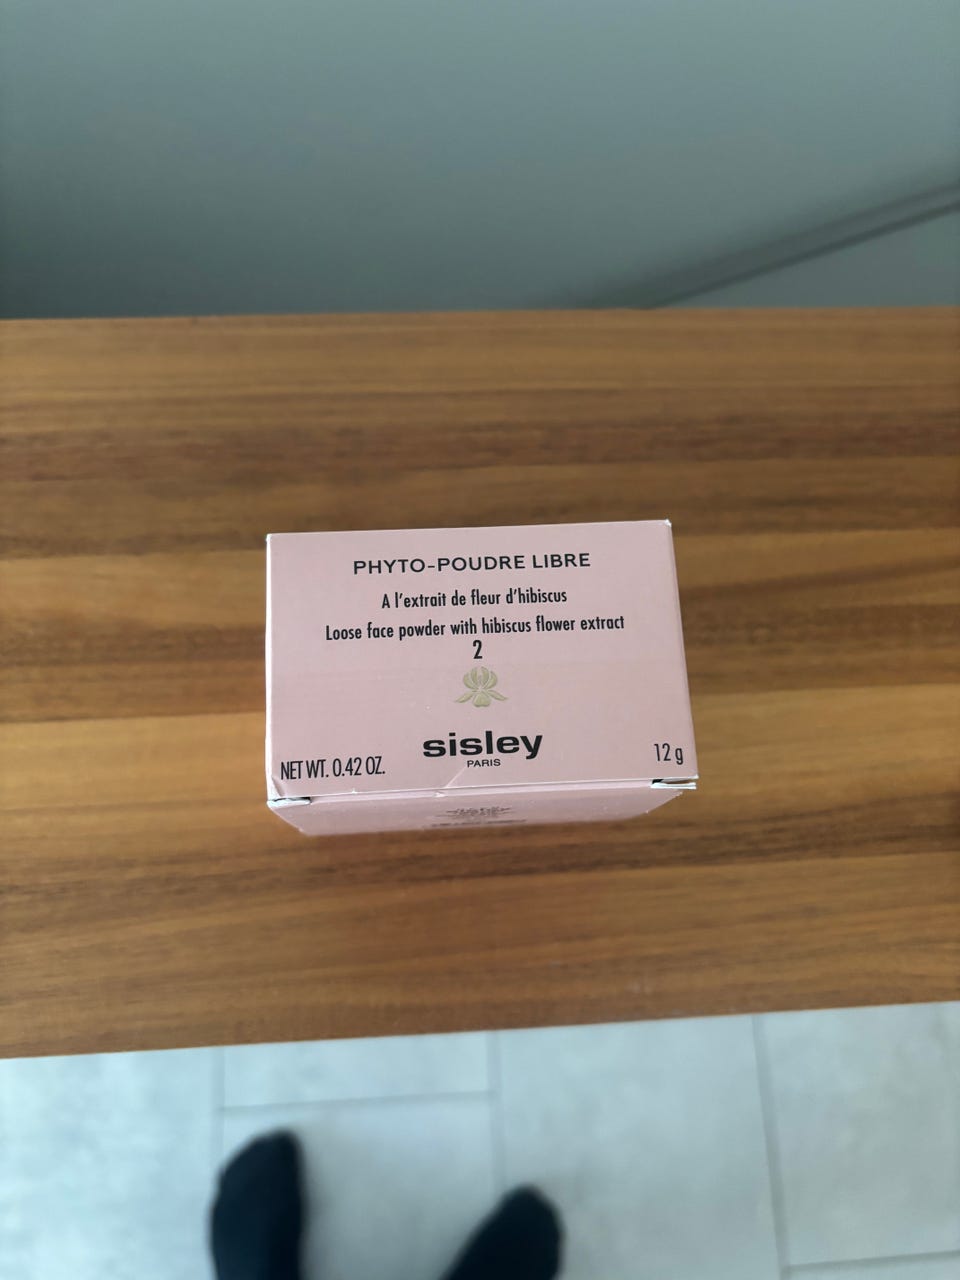 PHYTO-POUDRE LIBRE
A l'extrait de fleur d'hibiscus
Loose face powder with hibiscus flower extract
2
sisley
PARIS
NET WT. 0.42 OZ.
12 g